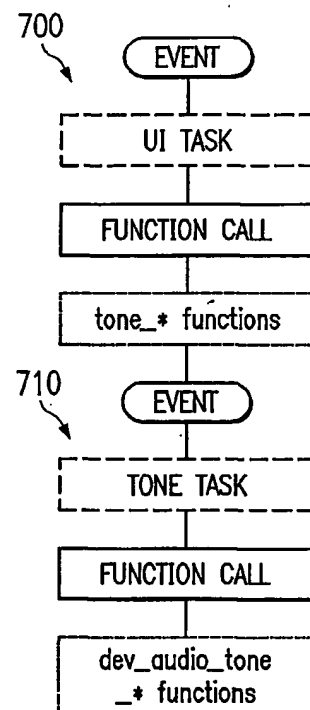 700
EVENT
UI TASK
FUNCTION CALL
tone_* functions
710
EVENT
TONE TASK
FUNCTION CALL
dev_audio_tone
_* functions